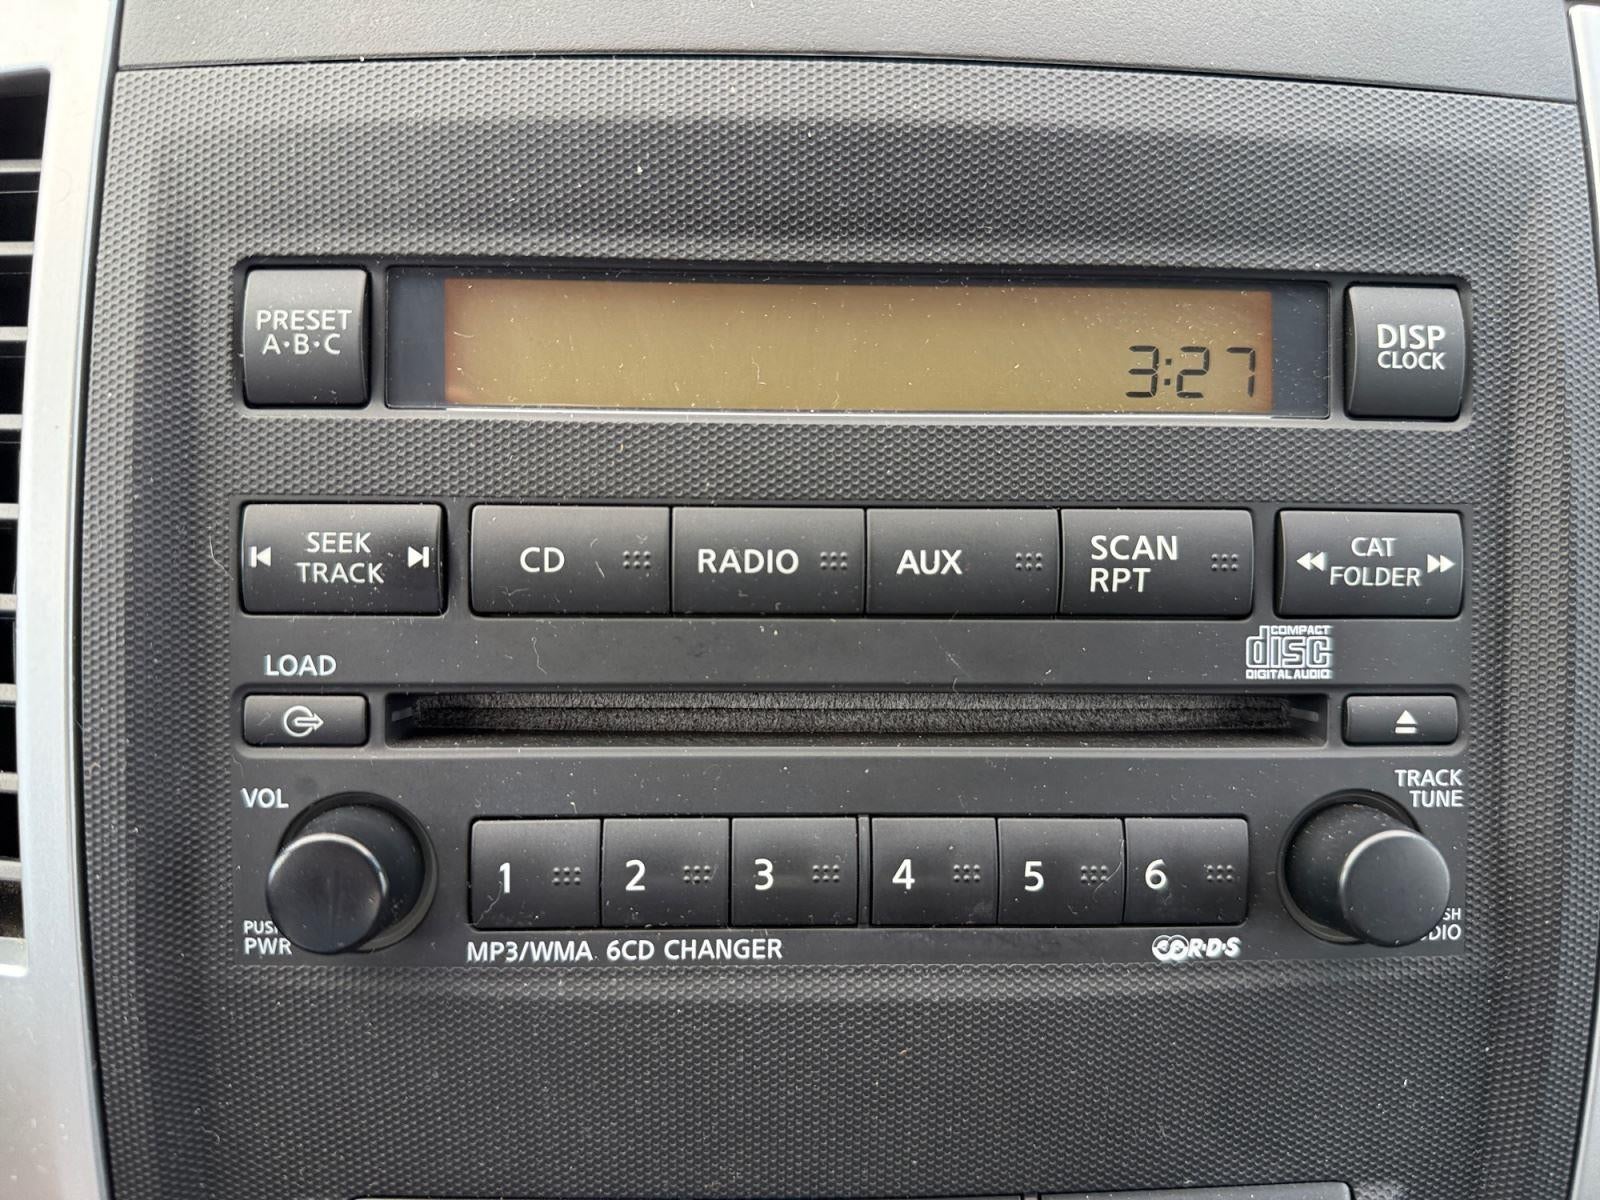 PRESET
A·B·C
3:27
DISP
CLOCK
SEEK
TRACK
CD
RADIO
AUX
SCAN
RPT
CAT
FOLDER
COMPACT
disc
DIGITAL AUDIO
LOAD
VOL
TRACK
TUNE
1
2
3
4
5
6
PWR
MP3/WMA 6CD CHANGER
R·D·S